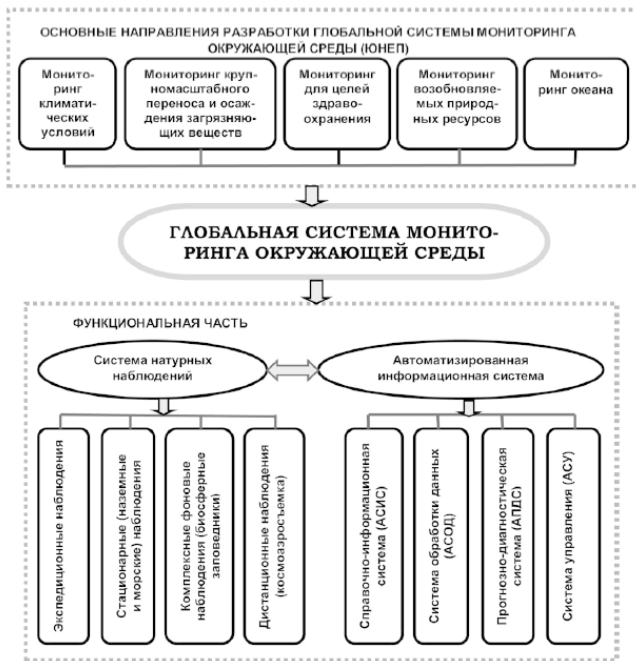 ОСНОВНЫЕ НАПРАВЛЕНИЯ РАЗРАБОТКИ ГЛОБАЛЬНОЙ СИСТЕМЫ МОНИТОРИНГА
ОКРУЖАЮЩЕЙ СРЕДЫ (ЮНЕП)
Монито-
ринг
климати-
ческих
условий
Мониторинг круп-
номасштабного
переноса и осаж-
дения загрязняю-
щих веществ
Мониторинг
для целей
здраво-
охранения
Мониторинг
возобновля-
емых природ-
ных ресурсов
Монито-
ринг океана
ГЛОБАЛЬНАЯ СИСТЕМА МОНИТО-
РИНГА ОКРУЖАЮЩЕЙ СРЕДЫ
ФУНКЦИОНАЛЬНАЯ ЧАСТЬ
Система натурных
наблюдений
Автоматизированная
информационная система
Экспедиционные наблюдения
Стационарные (наземные
и морские) наблюдения
Комплексные фоновые
наблюдения (биосферные
заповедники)
Дистанционные наблюдения
(космоаэросъемка)
Справочно-информационная
система (АСИС)
Система обработки данных
(АСОД)
Прогнозно-диагностическая
система (АПДС)
Система управления (АСУ)